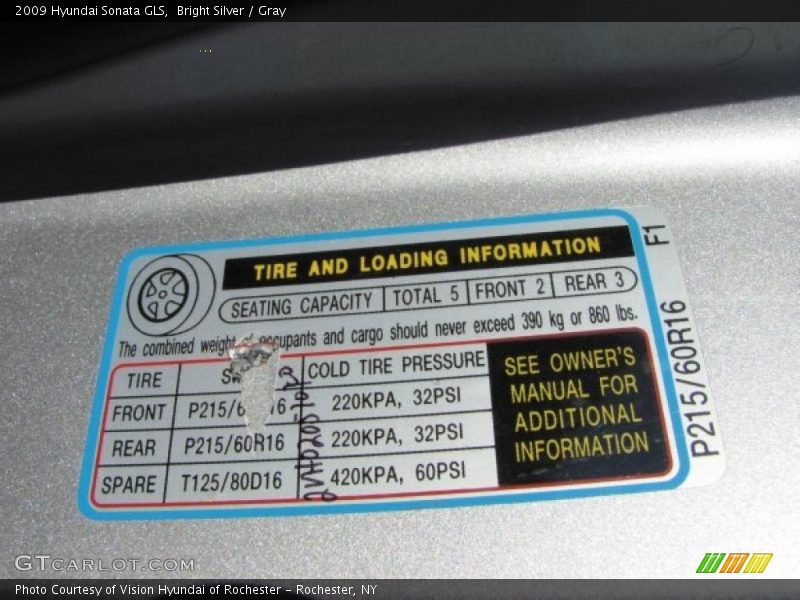 2009 Hyundai Sonata GLS,  Bright Silver / Gray
TIRE AND LOADING INFORMATION
F1
SEATING CAPACITY TOTAL 5 FRONT 2 REAR 3
The combined weight of occupants and cargo should never exceed 390 kg or 860 lbs.
TIRE COLD TIRE PRESSURE
FRONT P215/6 16 220KPA, 32PSI
REAR P215/60R16 220KPA, 32PSI
SPARE T125/80D16 420KPA, 60PSI
SEE OWNER'S
MANUAL FOR
ADDITIONAL
INFORMATION
P215/60R16
GTCARLOT.COM
Photo Courtesy of Vision Hyundai of Rochester – Rochester, NY